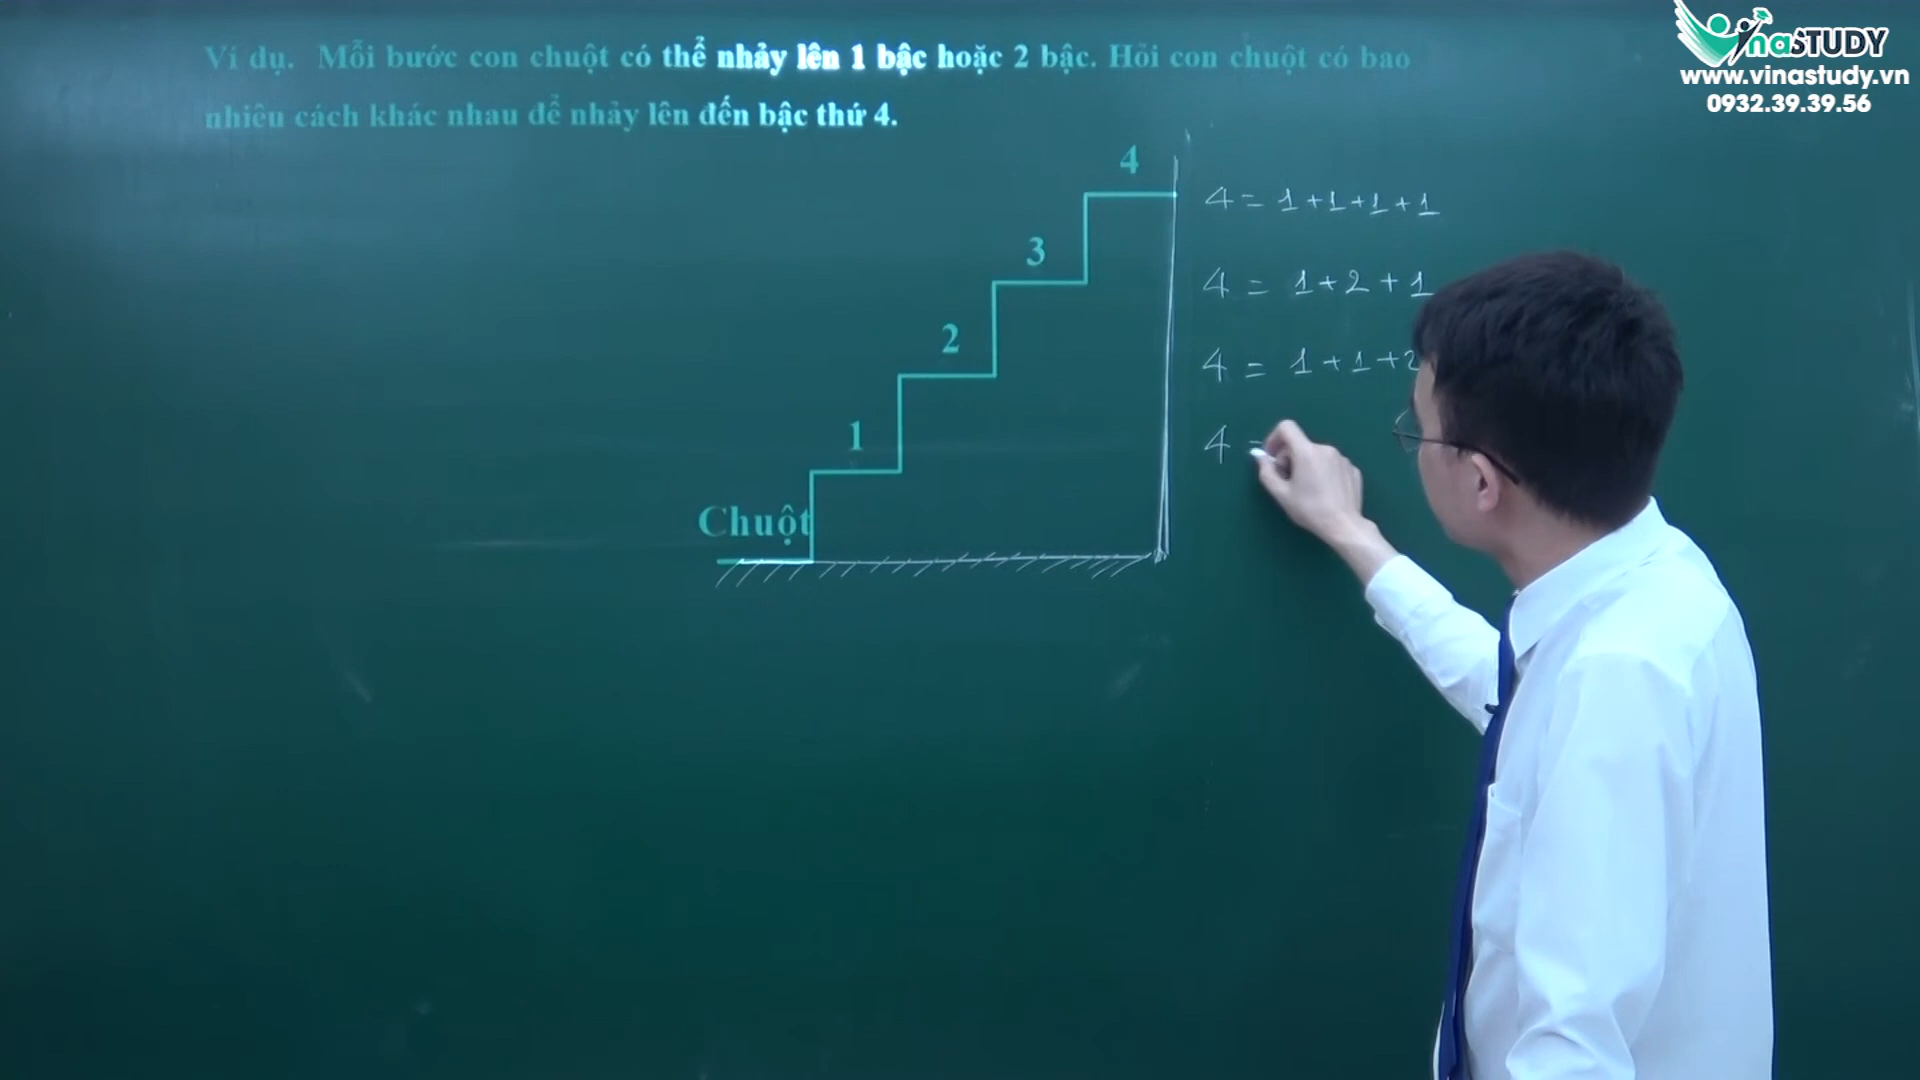 Ví dụ. Mỗi bước con chuột có thể nhảy lên 1 bậc hoặc 2 bậc. Hỏi con chuột có bao
nhiêu cách khác nhau để nhảy lên đến bậc thứ 4.
VinaSTUDY
www.vinastudy.vn
0932.39.39.56
4
3
2
1
Chuột
4 = 1 + 1 + 1 + 1
4 = 1 + 2 + 1
4 = 1 + 1 + 2
4 =